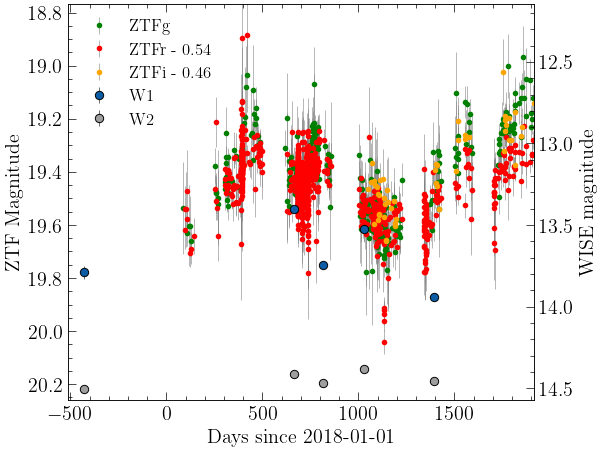 18.8
19.0
19.2
19.4
19.6
19.8
20.0
20.2
ZTF Magnitude
ZTFg
ZTFr - 0.54
ZTFi - 0.46
W1
W2
12.5
13.0
13.5
14.0
14.5
WISE magnitude
−500
0
500
1000
1500
Days since 2018-01-01